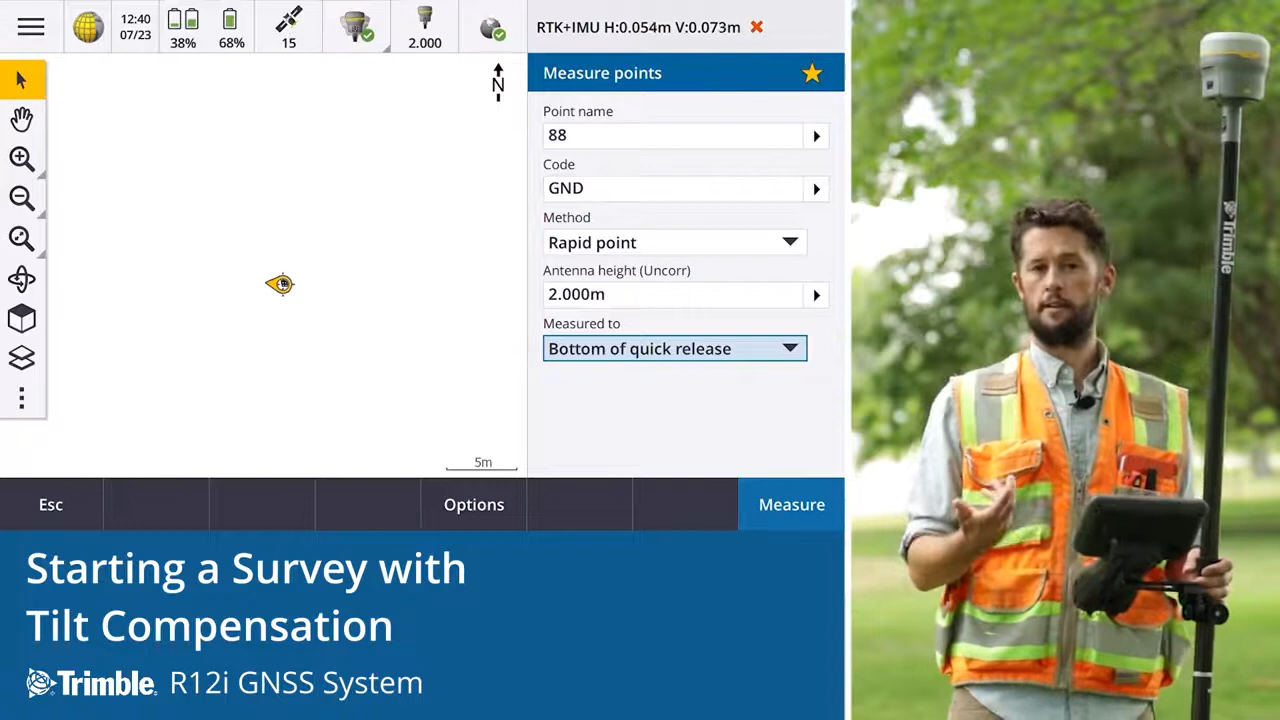 12:40
07/23
38%
68%
15
2.000
RTK+IMU H:0.054m V:0.073m
N
Measure points
Point name
88
Code
GND
Method
Rapid point
Antenna height (Uncorr)
2.000m
Measured to
Bottom of quick release
5m
Esc
Options
Measure
Starting a Survey with
Tilt Compensation
Trimble. R12i GNSS System
Trimble